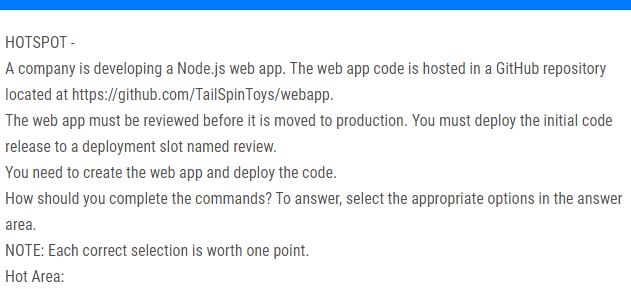 HOTSPOT -
A company is developing a Node.js web app. The web app code is hosted in a GitHub repository
located at https://github.com/TailSpinToys/webapp.
The web app must be reviewed before it is moved to production. You must deploy the initial code
release to a deployment slot named review.
You need to create the web app and deploy the code.
How should you complete the commands? To answer, select the appropriate options in the answer
area.
NOTE: Each correct selection is worth one point.
Hot Area: